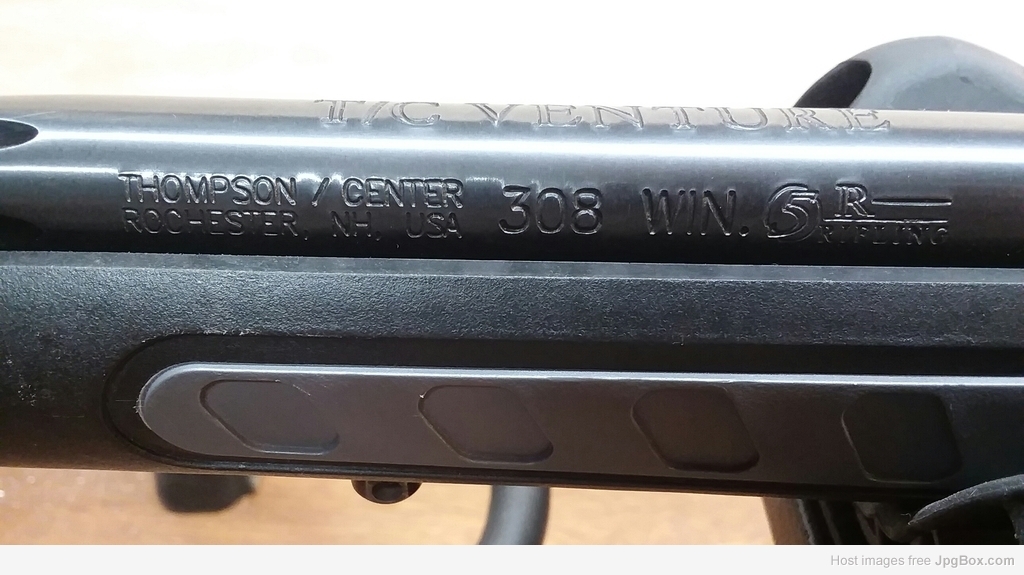 T/C VENTURE
THOMPSON / CENTER
ROCHESTER, NH, USA
308 WIN.
5R
RIFLING
Host images free JpgBox.com